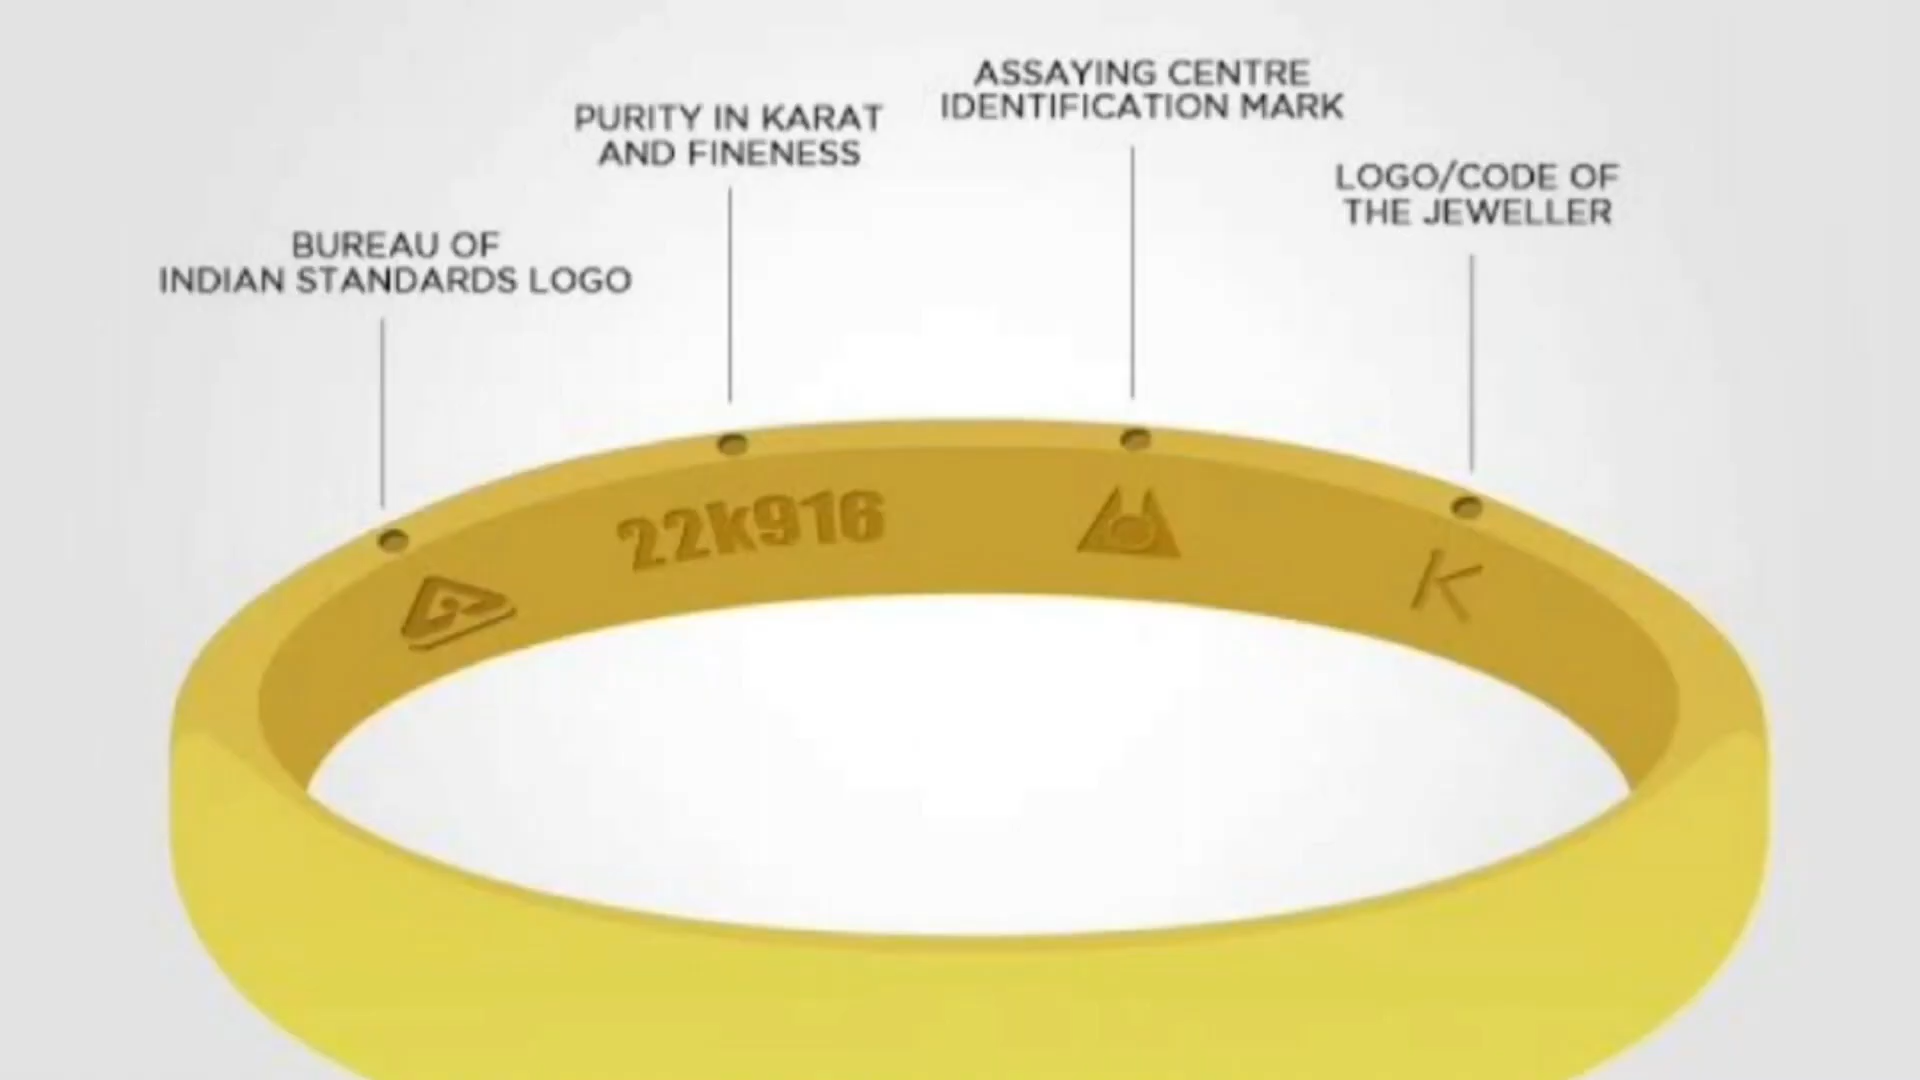 ASSAYING CENTRE
IDENTIFICATION MARK
PURITY IN KARAT
AND FINENESS
LOGO/CODE OF
THE JEWELLER
BUREAU OF
INDIAN STANDARDS LOGO
22k916
K